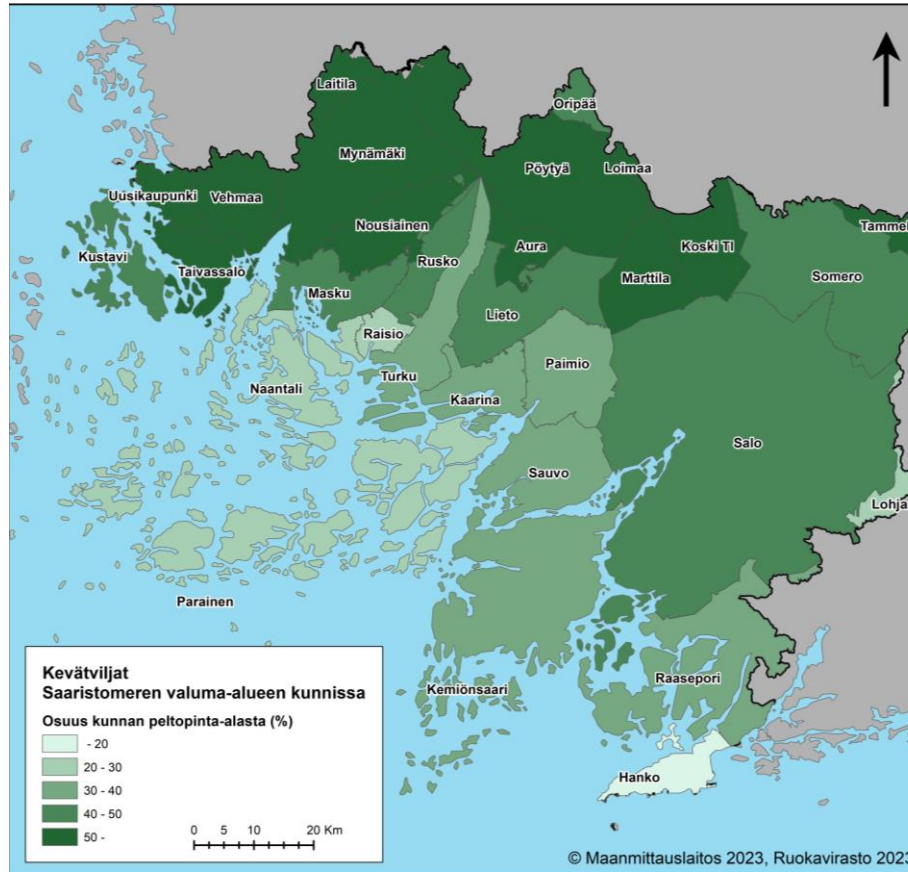 Laitila
Oripää
Mynämäki
Pöytyä
Loimaa
Uusikaupunki
Vehmaa
Nousiainen
Tammel
Kustavi
Taivassalo
Rusko
Aura
Koski Tl
Marttila
Somero
Masku
Lieto
Raisio
Paimio
Naantali
Turku
Kaarina
Salo
Sauvo
Lohja
Parainen
Kemiönsaari
Raasepori
Hanko
Kevätviljat
Saaristomeren valuma-alueen kunnissa
Osuus kunnan peltopinta-alasta (%)
- 20
20 - 30
30 - 40
40 - 50
50 -
0 5 10 20 Km
© Maanmittauslaitos 2023, Ruokavirasto 2023